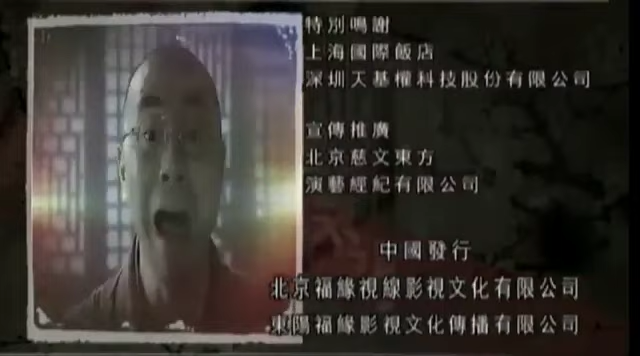 特別鳴謝
上海國際飯店
深圳天基權科技股份有限公司
宣傳推廣
北京慈文東方
演藝經紀有限公司
中國發行
北京福緣視線影視文化有限公司
東陽福緣影視文化傳播有限公司